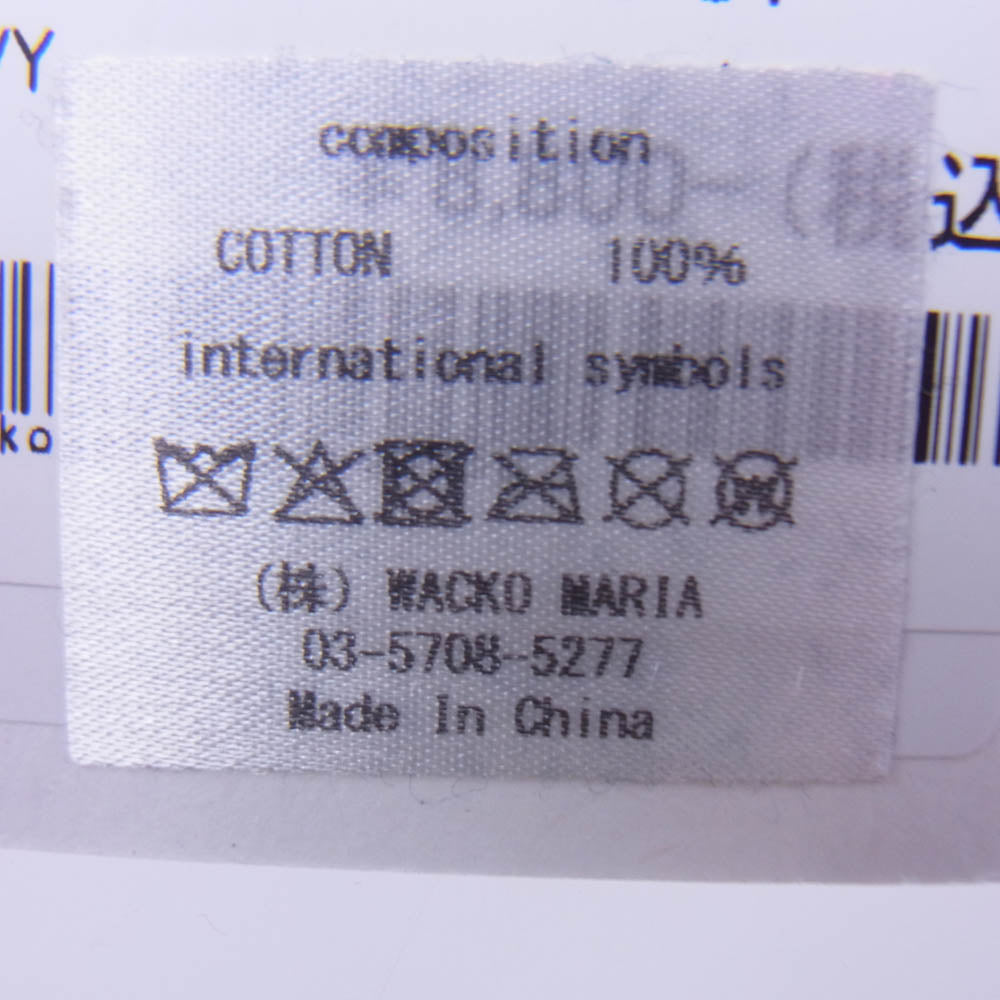 VY
composition
込
COTTON 100%
international symbols
ko
(株) WACKO MARIA
03-5708-5277
Made In China